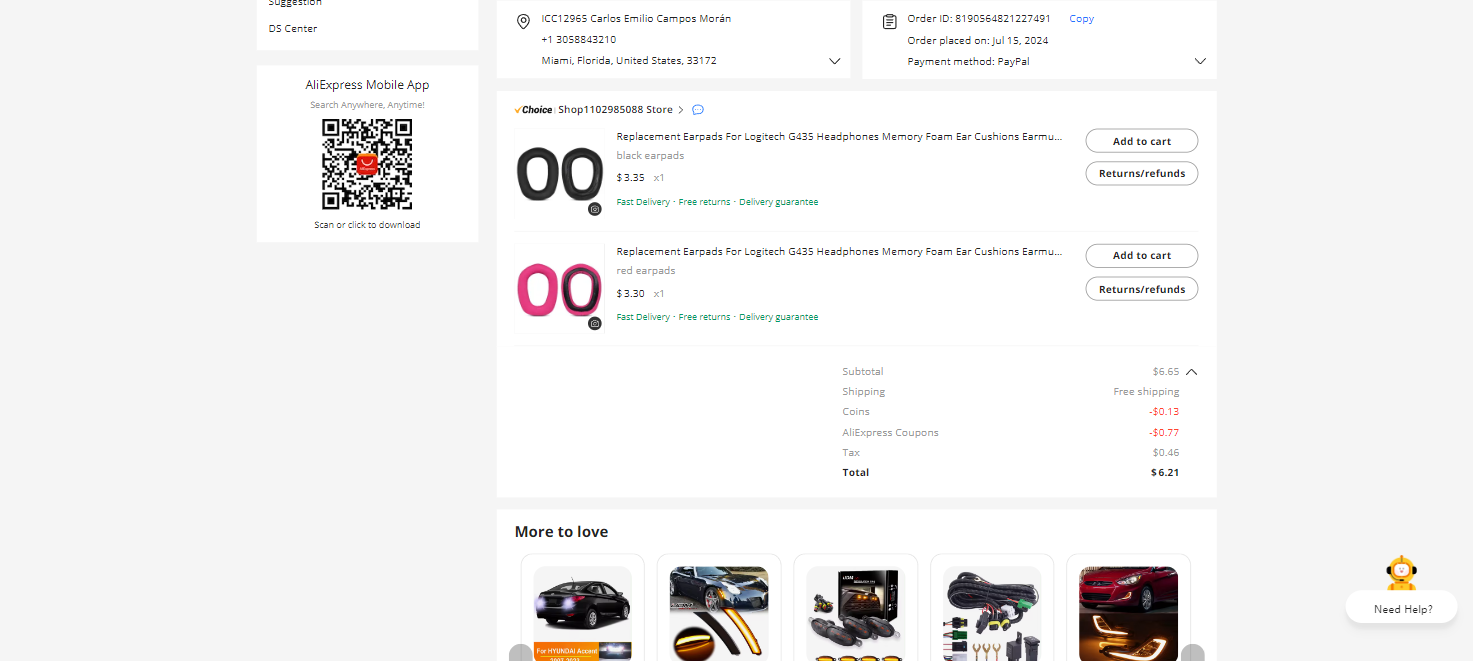 Suggestion
DS Center
AliExpress Mobile App
Search Anywhere, Anytime!
Scan or click to download
ICC12965 Carlos Emilio Campos Morán
+1 3058843210
Miami, Florida, United States, 33172
Order ID: 8190564821227491 Copy
Order placed on: Jul 15, 2024
Payment method: PayPal
Choice Shop1102985088 Store
Replacement Earpads For Logitech G435 Headphones Memory Foam Ear Cushions Earmu...
black earpads
$3.35 x1
Fast Delivery · Free returns · Delivery guarantee
Add to cart
Returns/refunds
Replacement Earpads For Logitech G435 Headphones Memory Foam Ear Cushions Earmu...
red earpads
$3.30 x1
Fast Delivery · Free returns · Delivery guarantee
Add to cart
Returns/refunds
Subtotal $6.65
Shipping Free shipping
Coins -$0.13
AliExpress Coupons -$0.77
Tax $0.46
Total $6.21
More to love
For HYUNDAI Accent
Need Help?